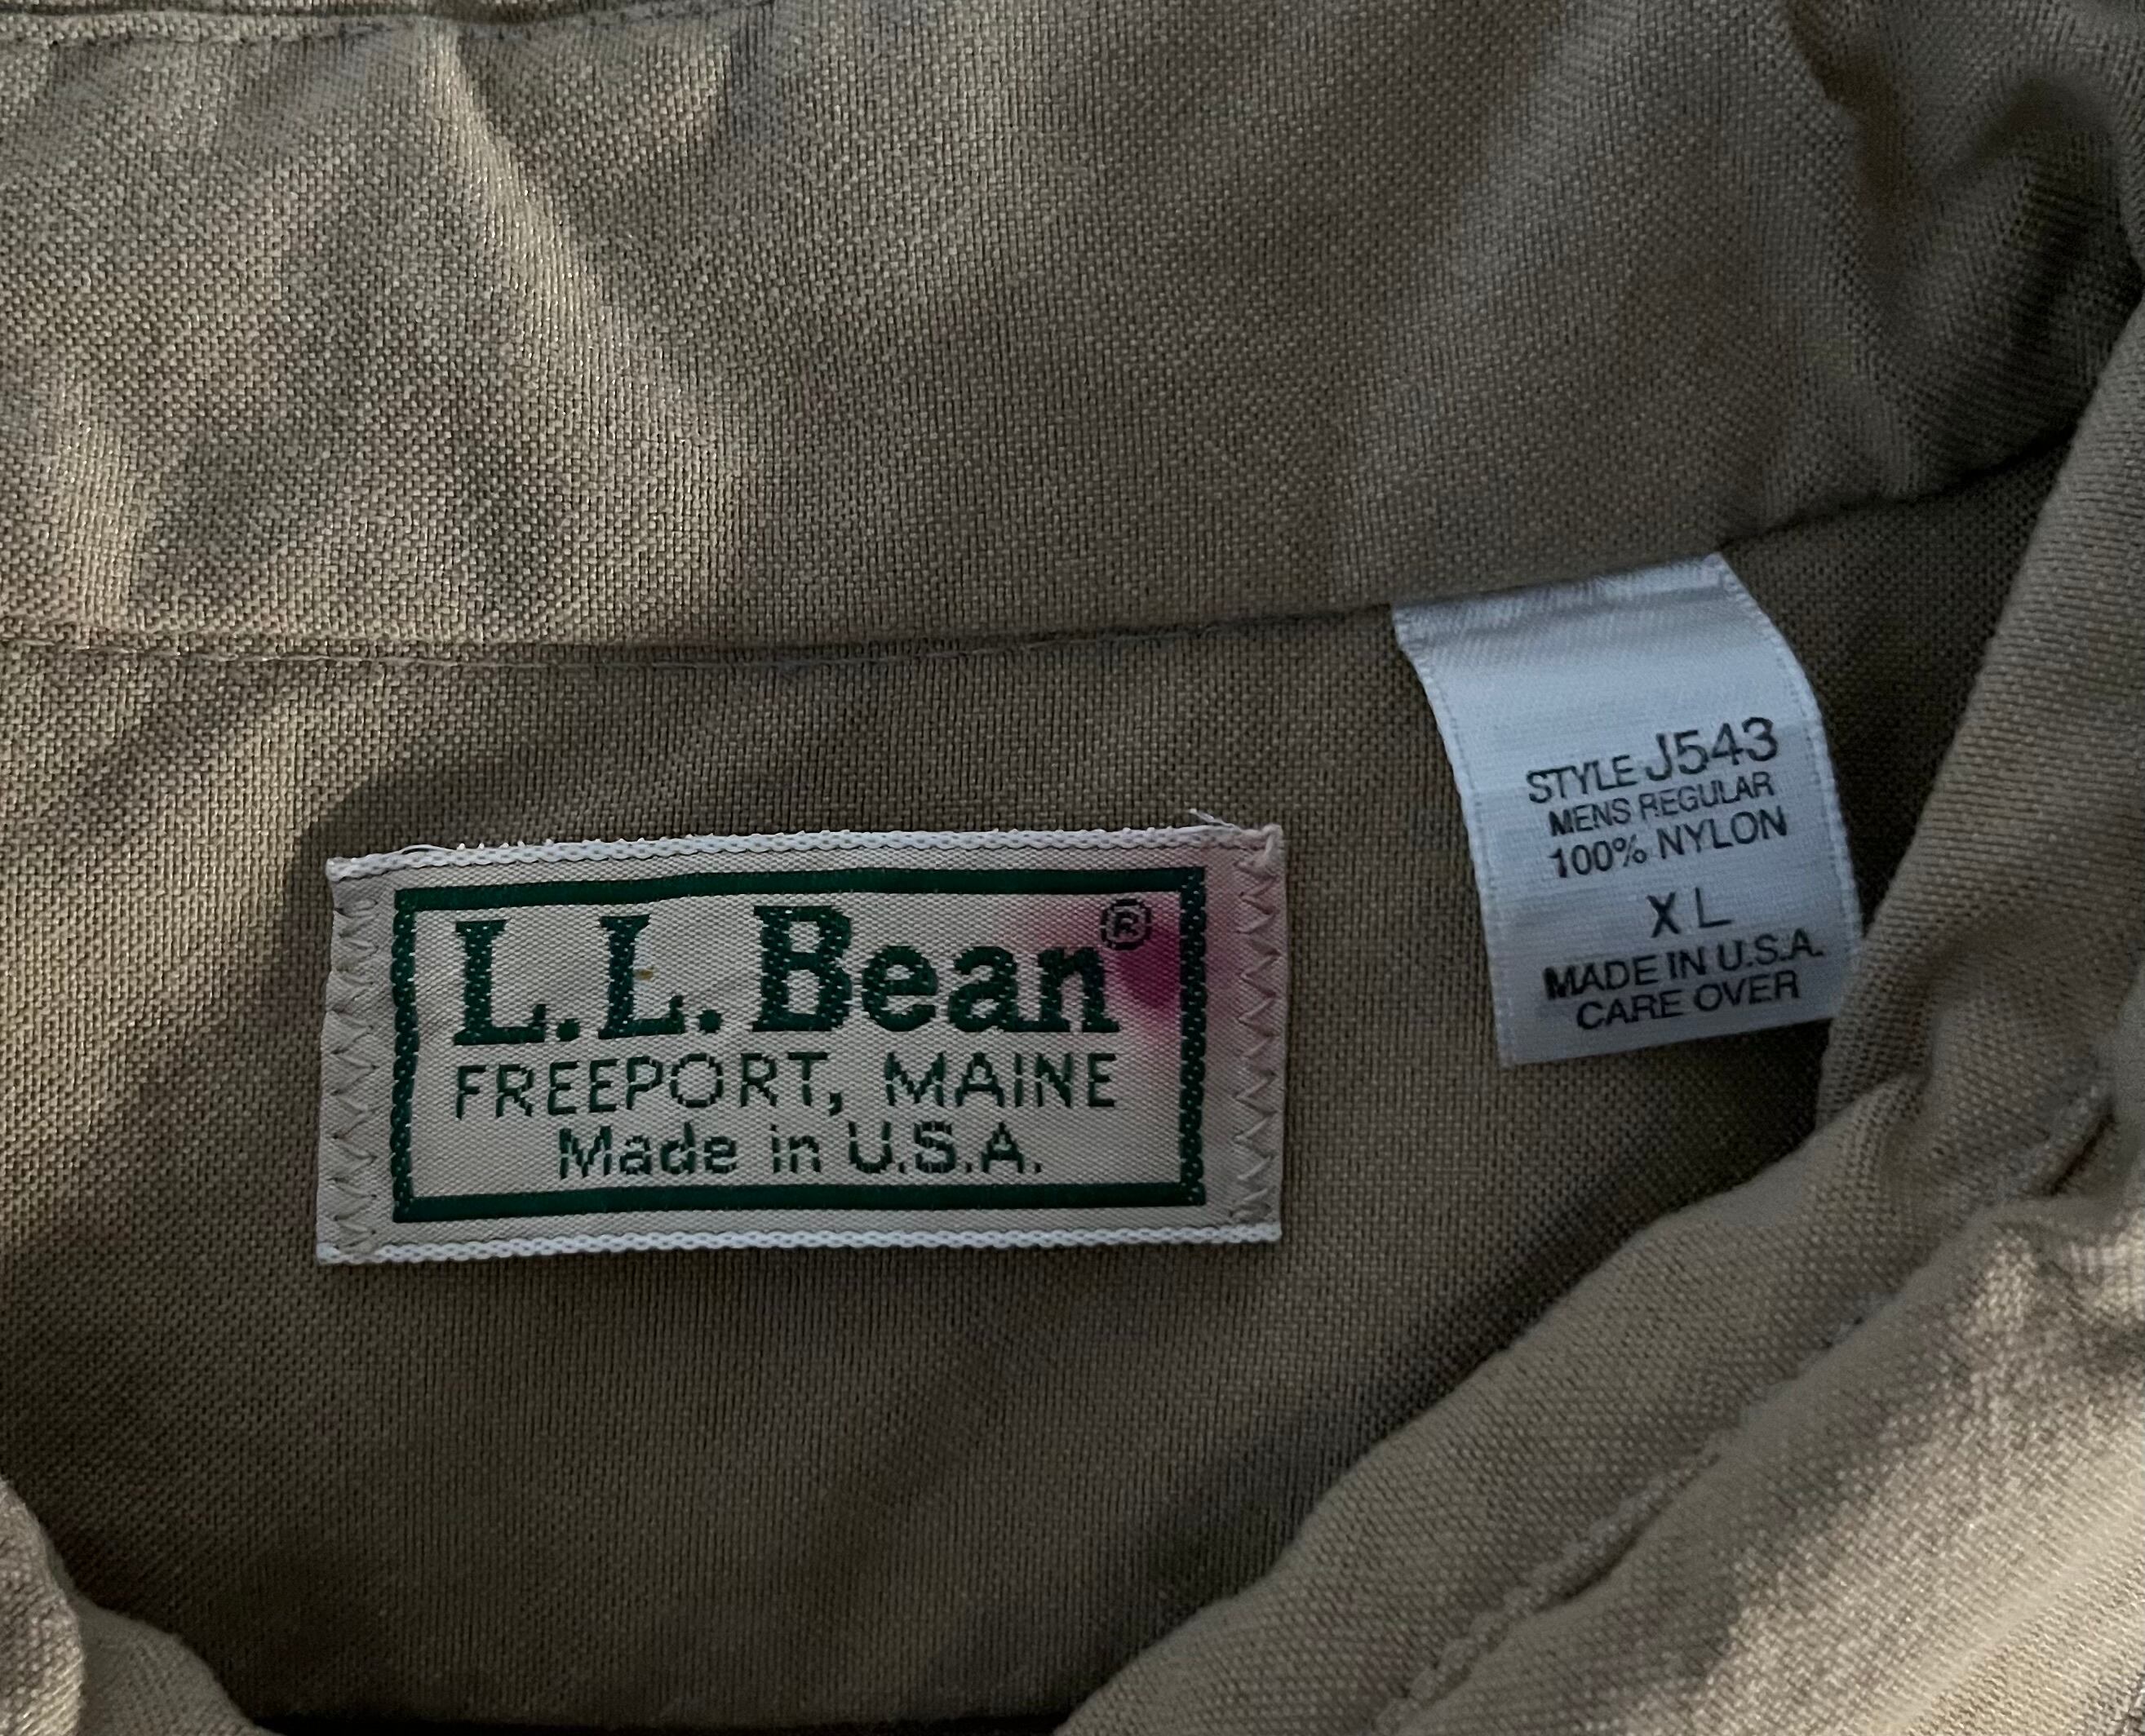 L.L.Bean®
FREEPORT, MAINE
Made in U.S.A.
STYLE J543
MENS REGULAR
100% NYLON
XL
MADE IN U.S.A.
CARE OVER